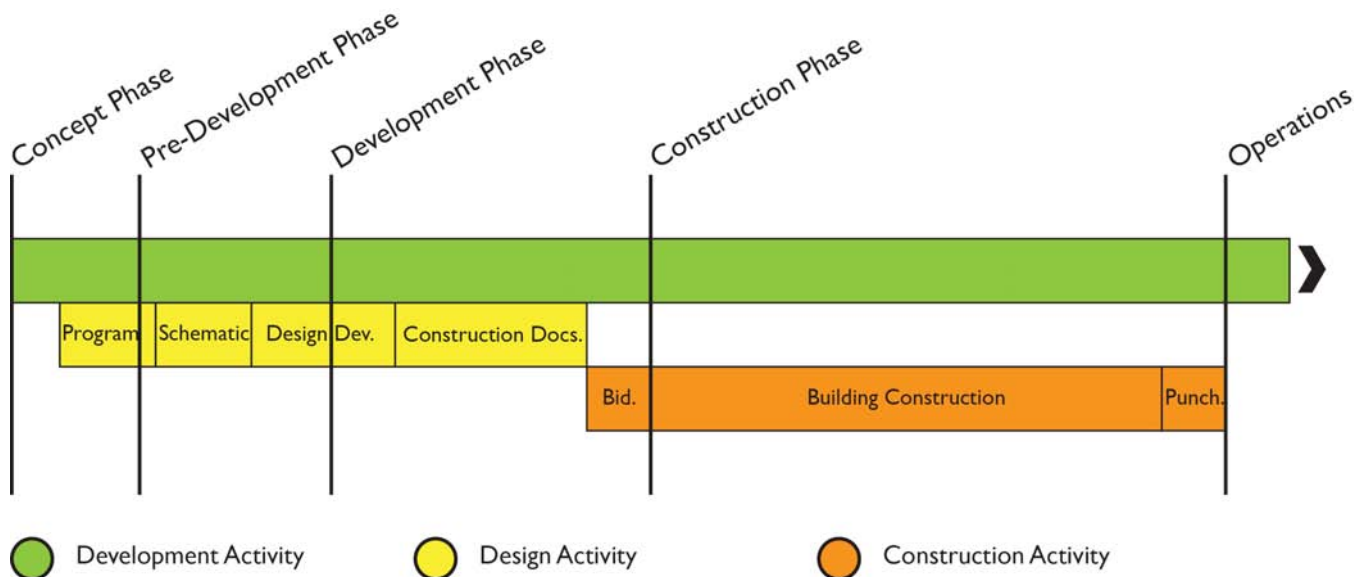 Concept Phase
Pre-Development Phase
Development Phase
Construction Phase
Operations
Program
Schematic
Design Dev.
Construction Docs.
Bid.
Building Construction
Punch.
Development Activity
Design Activity
Construction Activity